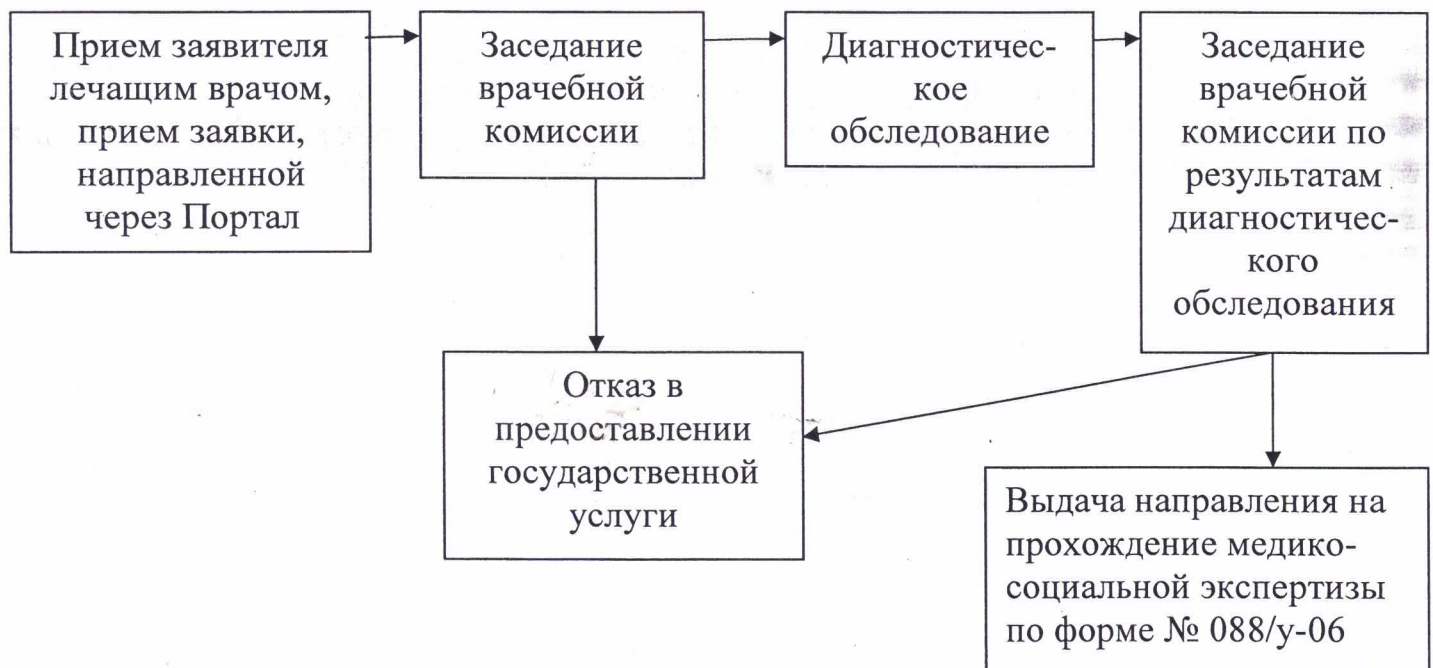 Прием заявителя
лечащим врачом,
прием заявки,
направленной
через Портал
Заседание
врачебной
комиссии
Диагностичес-
кое
обследование
Заседание
врачебной
комиссии по
результатам
диагностичес-
кого
обследования
Отказ в
предоставлении
государственной
услуги
Выдача направления на
прохождение медико-
социальной экспертизы
по форме № 088/у-06